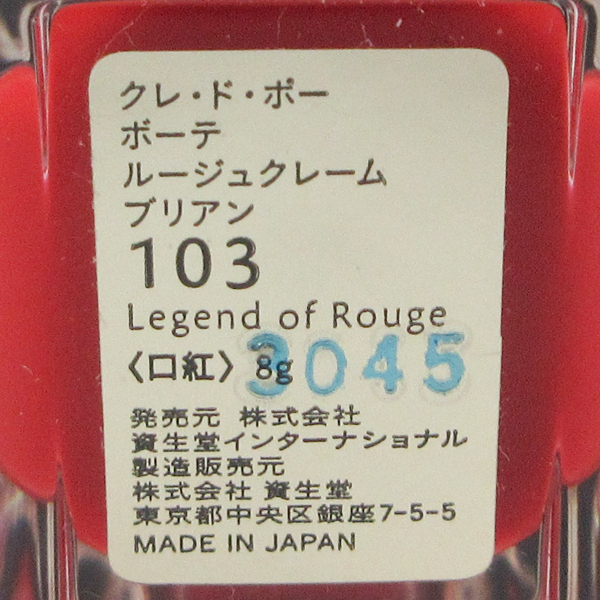 クレ・ド・ポー
ボーテ
ルージュクレーム
ブリアン
103
Legend of Rouge
〈口紅〉 8g
3045
発売元 株式会社
資生堂インターナショナル
製造販売元
株式会社 資生堂
東京都中央区銀座7-5-5
MADE IN JAPAN